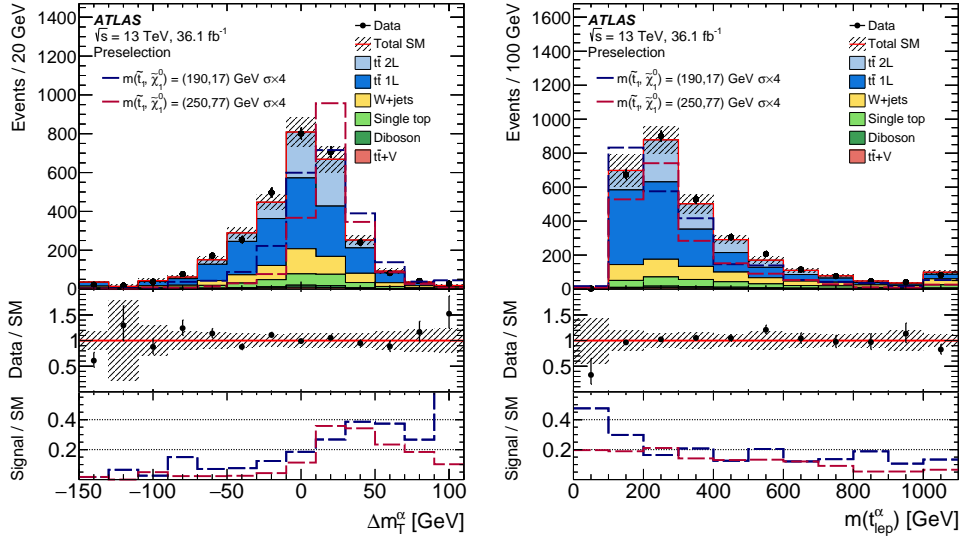 ATLAS
√s = 13 TeV, 36.1 fb⁻¹
Preselection
m(t̃₁, χ̃₁⁰) = (190,17) GeV σ×4
m(t̃₁, χ̃₁⁰) = (250,77) GeV σ×4
Data
Total SM
tt̄ 2L
tt̄ 1L
W+jets
Single top
Diboson
tt̄+V
Events / 20 GeV
1400
1200
1000
800
600
400
200
0
Data / SM
1.5
1
0.5
Signal / SM
0.4
0.2
−150 −100 −50 0 50 100
Δm_T^α [GeV]
ATLAS
√s = 13 TeV, 36.1 fb⁻¹
Preselection
m(t̃₁, χ̃₁⁰) = (190,17) GeV σ×4
m(t̃₁, χ̃₁⁰) = (250,77) GeV σ×4
Data
Total SM
tt̄ 2L
tt̄ 1L
W+jets
Single top
Diboson
tt̄+V
Events / 100 GeV
1600
1400
1200
1000
800
600
400
200
0
Data / SM
1.5
1
0.5
Signal / SM
0.4
0.2
0 200 400 600 800 1000
m(t_lep^α) [GeV]